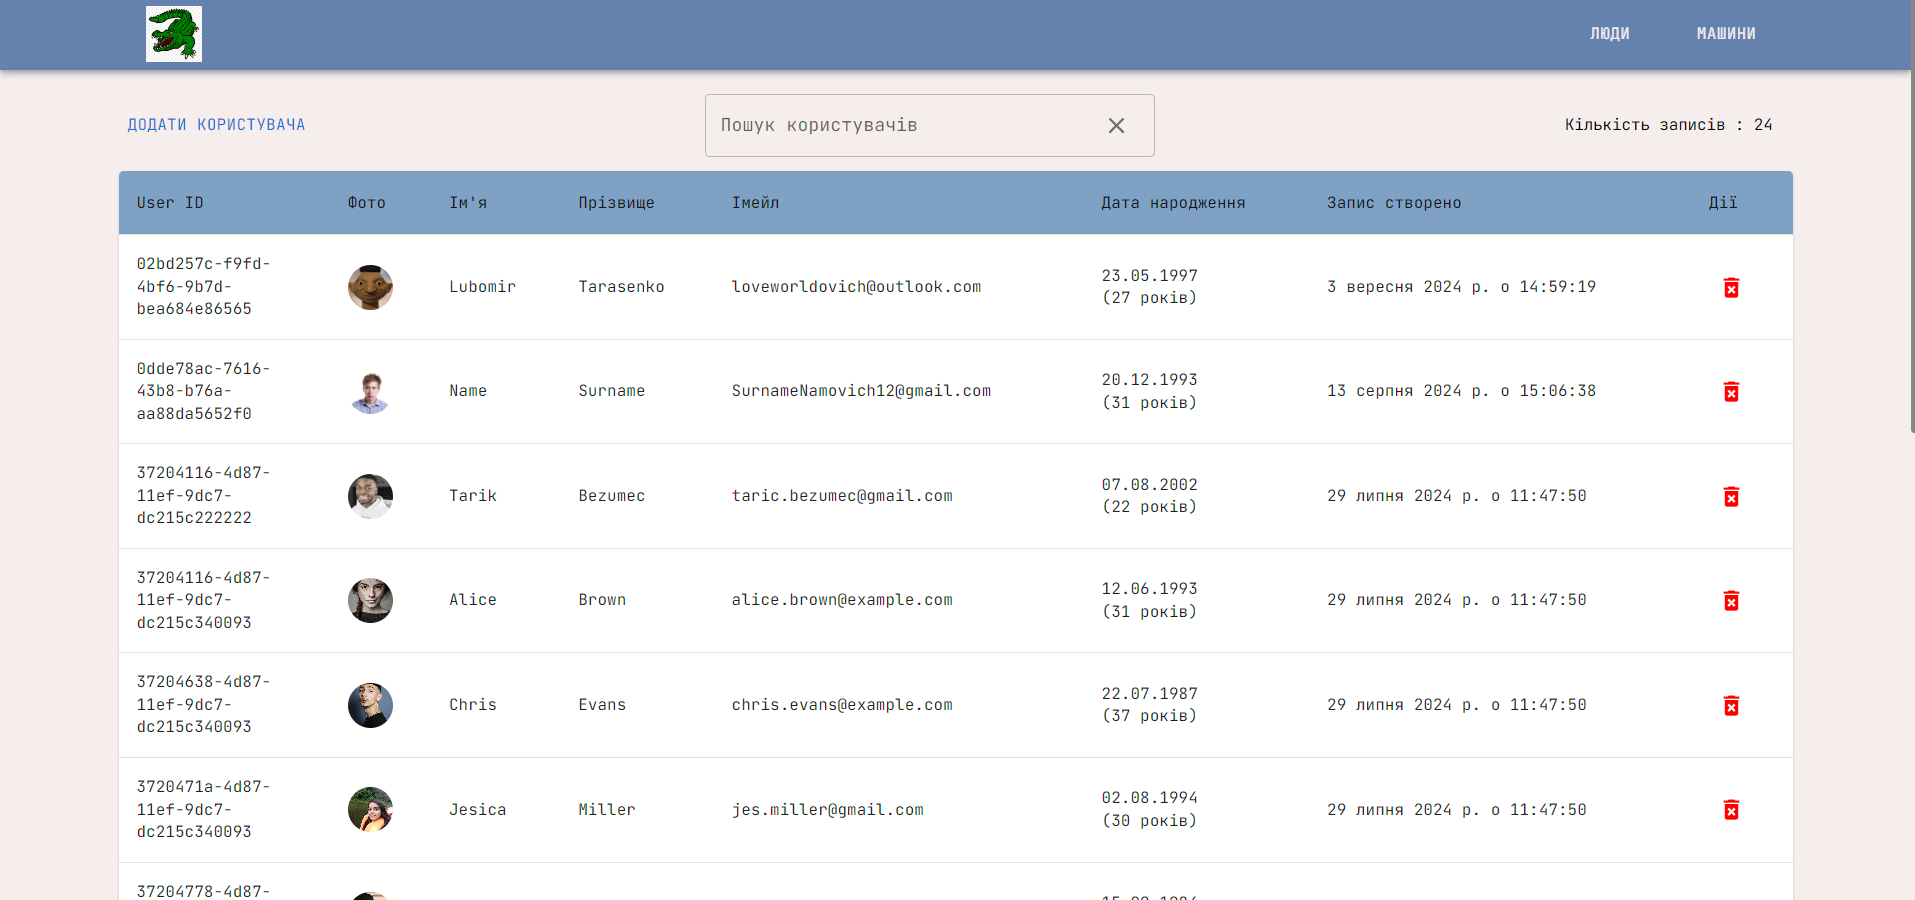 ЛЮДИ МАШИНИ
ДОДАТИ КОРИСТУВАЧА Пошук користувачів Кількість записів : 24
User ID Фото Ім'я Прізвище Імейл Дата народження Запис створено Дії
02bd257c-f9fd-
4bf6-9b7d-
bea684e86565
Lubomir Tarasenko loveworldovich@outlook.com
23.05.1997
(27 років)
3 вересня 2024 р. о 14:59:19
0dde78ac-7616-
43b8-b76a-
aa88da5652f0
Name Surname SurnameNamovich12@gmail.com
20.12.1993
(31 років)
13 серпня 2024 р. о 15:06:38
37204116-4d87-
11ef-9dc7-
dc215c222222
Tarik Bezumec taric.bezumec@gmail.com
07.08.2002
(22 років)
29 липня 2024 р. о 11:47:50
37204116-4d87-
11ef-9dc7-
dc215c340093
Alice Brown alice.brown@example.com
12.06.1993
(31 років)
29 липня 2024 р. о 11:47:50
37204638-4d87-
11ef-9dc7-
dc215c340093
Chris Evans chris.evans@example.com
22.07.1987
(37 років)
29 липня 2024 р. о 11:47:50
3720471a-4d87-
11ef-9dc7-
dc215c340093
Jesica Miller jes.miller@gmail.com
02.08.1994
(30 років)
29 липня 2024 р. о 11:47:50
37204778-4d87-